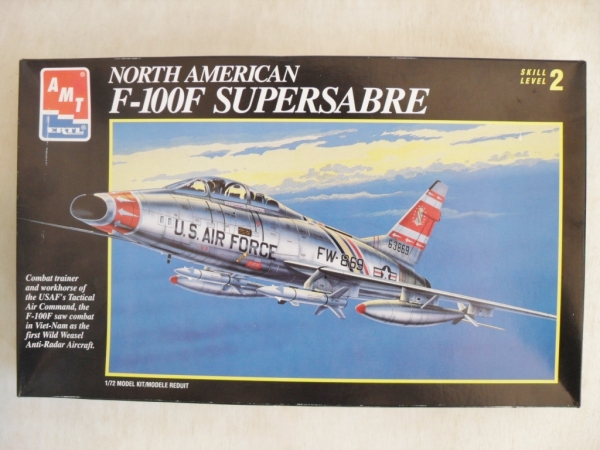 AMT
ERTL
NORTH AMERICAN
F-100F SUPERSABRE
SKILL
LEVEL 2
U.S. AIR FORCE
FW-869
63869
Combat trainer
and workhorse of
the USAF's Tactical
Air Command, the
F-100F saw combat
in Viet-Nam as the
first Wild Weasel
Anti-Radar Aircraft.
1/72 MODEL KIT/MODELE REDUIT